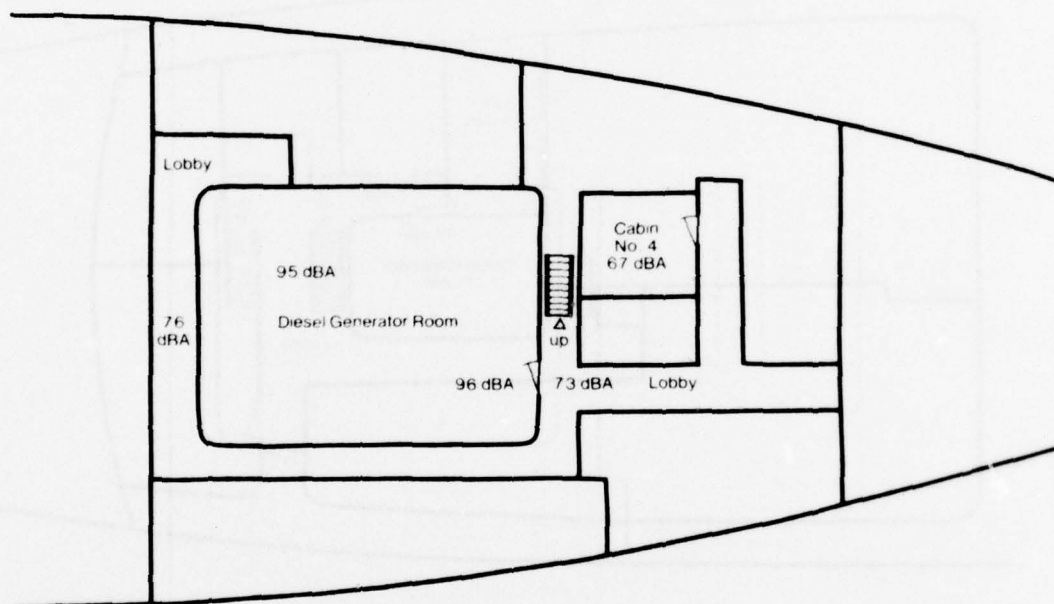 Lobby
Cabin
No. 4
67 dBA
95 dBA
76
dBA
Diesel Generator Room
up
96 dBA
73 dBA
Lobby